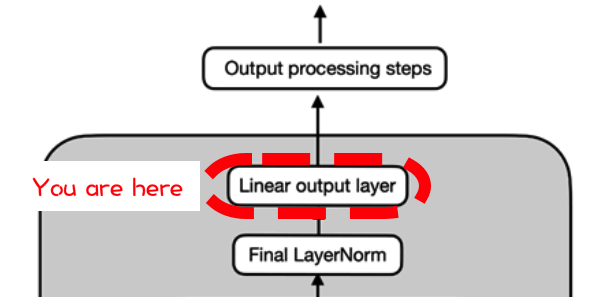 Output processing steps
You are here
Linear output layer
Final LayerNorm